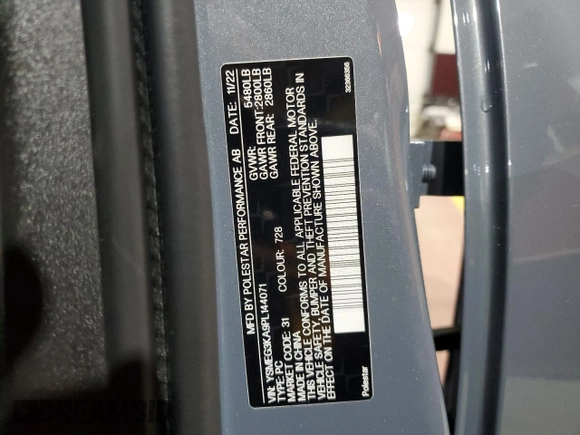 MFD BY POLESTAR PERFORMANCE AB DATE: 11/22
GVWR: 5480LB
GAWR FRONT: 2800LB
GAWR REAR: 2860LB
VIN: YSMEG3KA9PL144071
TYPE: PC COLOUR: 728
MARKET CODE: 31
MADE IN CHINA
THIS VEHICLE CONFORMS TO ALL APPLICABLE FEDERAL MOTOR
VEHICLE SAFETY, BUMPER AND THEFT PREVENTION STANDARDS IN
EFFECT ON THE DATE OF MANUFACTURE SHOWN ABOVE.
Polestar 32366356